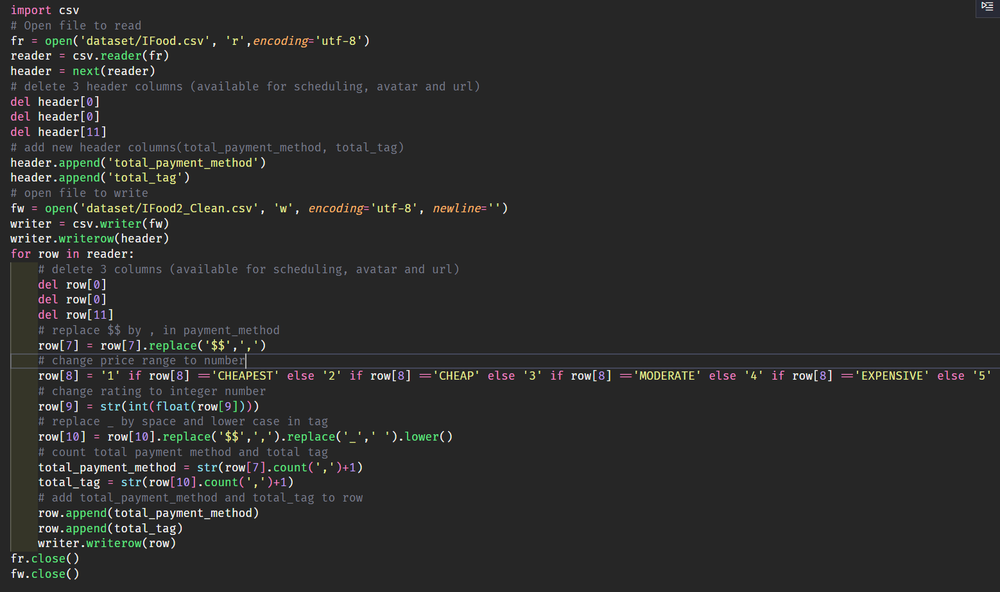 import csv
# Open file to read
fr = open('dataset/IFood.csv', 'r',encoding='utf-8')
reader = csv.reader(fr)
header = next(reader)
# delete 3 header columns (available for scheduling, avatar and url)
del header[0]
del header[0]
del header[11]
# add new header columns(total_payment_method, total_tag)
header.append('total_payment_method')
header.append('total_tag')
# open file to write
fw = open('dataset/IFood2_Clean.csv', 'w', encoding='utf-8', newline='')
writer = csv.writer(fw)
writer.writerow(header)
for row in reader:
    # delete 3 columns (available for scheduling, avatar and url)
    del row[0]
    del row[0]
    del row[11]
    # replace $$ by , in payment_method
    row[7] = row[7].replace('$$',',')
    # change price range to number
    row[8] = '1' if row[8] =='CHEAPEST' else '2' if row[8] =='CHEAP' else '3' if row[8] =='MODERATE' else '4' if row[8] =='EXPENSIVE' else '5'
    # change rating to integer number
    row[9] = str(int(float(row[9])))
    # replace _ by space and lower case in tag
    row[10] = row[10].replace('$$',',').replace('_',' ').lower()
    # count total payment method and total tag
    total_payment_method = str(row[7].count(',')+1)
    total_tag = str(row[10].count(',')+1)
    # add total_payment_method and total_tag to row
    row.append(total_payment_method)
    row.append(total_tag)
    writer.writerow(row)
fr.close()
fw.close()